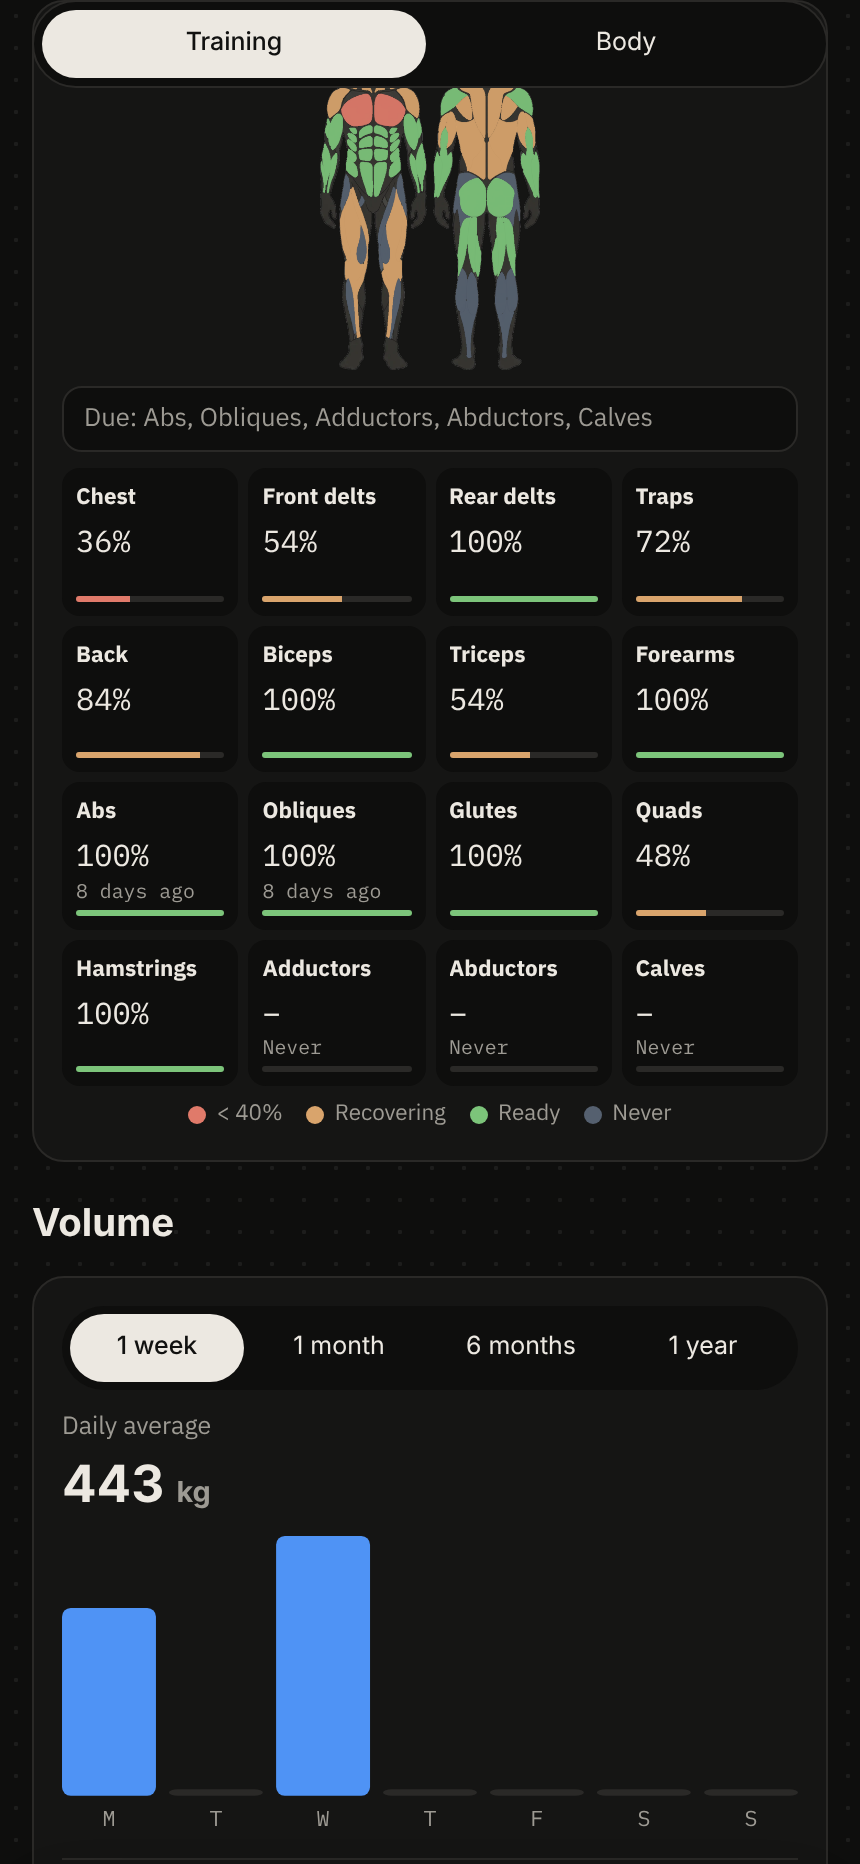 Training Body
Due: Abs, Obliques, Adductors, Abductors, Calves
Chest Front delts Rear delts Traps
36% 54% 100% 72%
Back Biceps Triceps Forearms
84% 100% 54% 100%
Abs Obliques Glutes Quads
100% 100% 100% 48%
8 days ago 8 days ago
Hamstrings Adductors Abductors Calves
100% – – –
Never Never Never
< 40% Recovering Ready Never
Volume
1 week 1 month 6 months 1 year
Daily average
443 kg
M T W T F S S